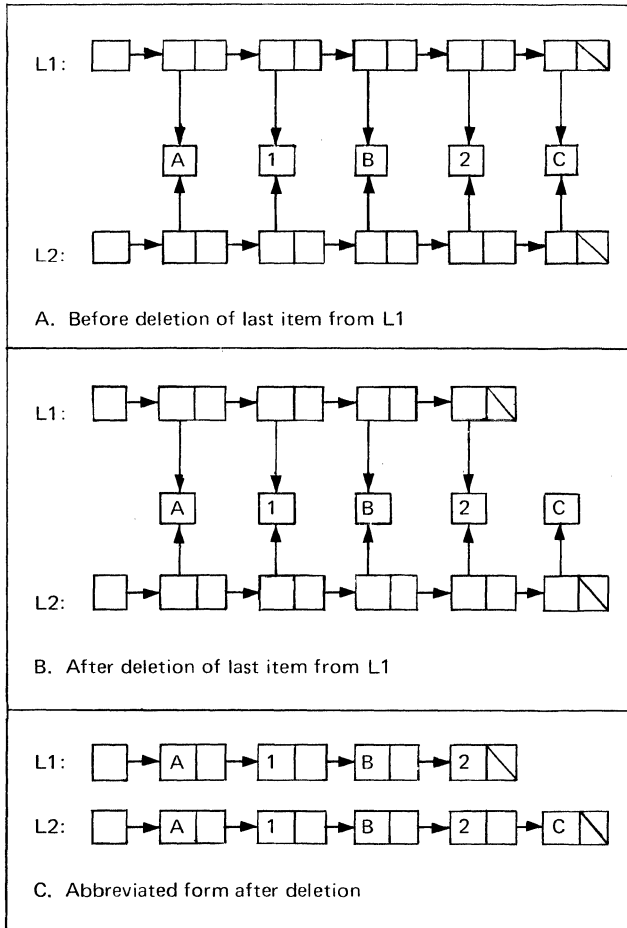 L1:
A 1 B 2 C
L2:
A. Before deletion of last item from L1
L1:
A 1 B 2 C
L2:
B. After deletion of last item from L1
L1: A 1 B 2
L2: A 1 B 2 C
C. Abbreviated form after deletion